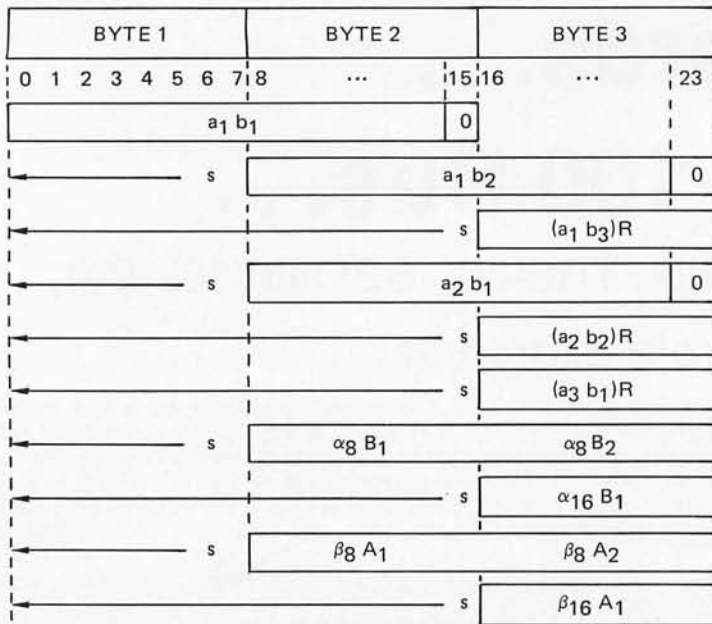 BYTE 1 BYTE 2 BYTE 3
0 1 2 3 4 5 6 7 8 ... 15 16 ... 23
a₁ b₁ 0
s a₁ b₂ 0
s (a₁ b₃)R
s a₂ b₁ 0
s (a₂ b₂)R
s (a₃ b₁)R
s α₈ B₁ α₈ B₂
s α₁₆ B₁
s β₈ A₁ β₈ A₂
s β₁₆ A₁